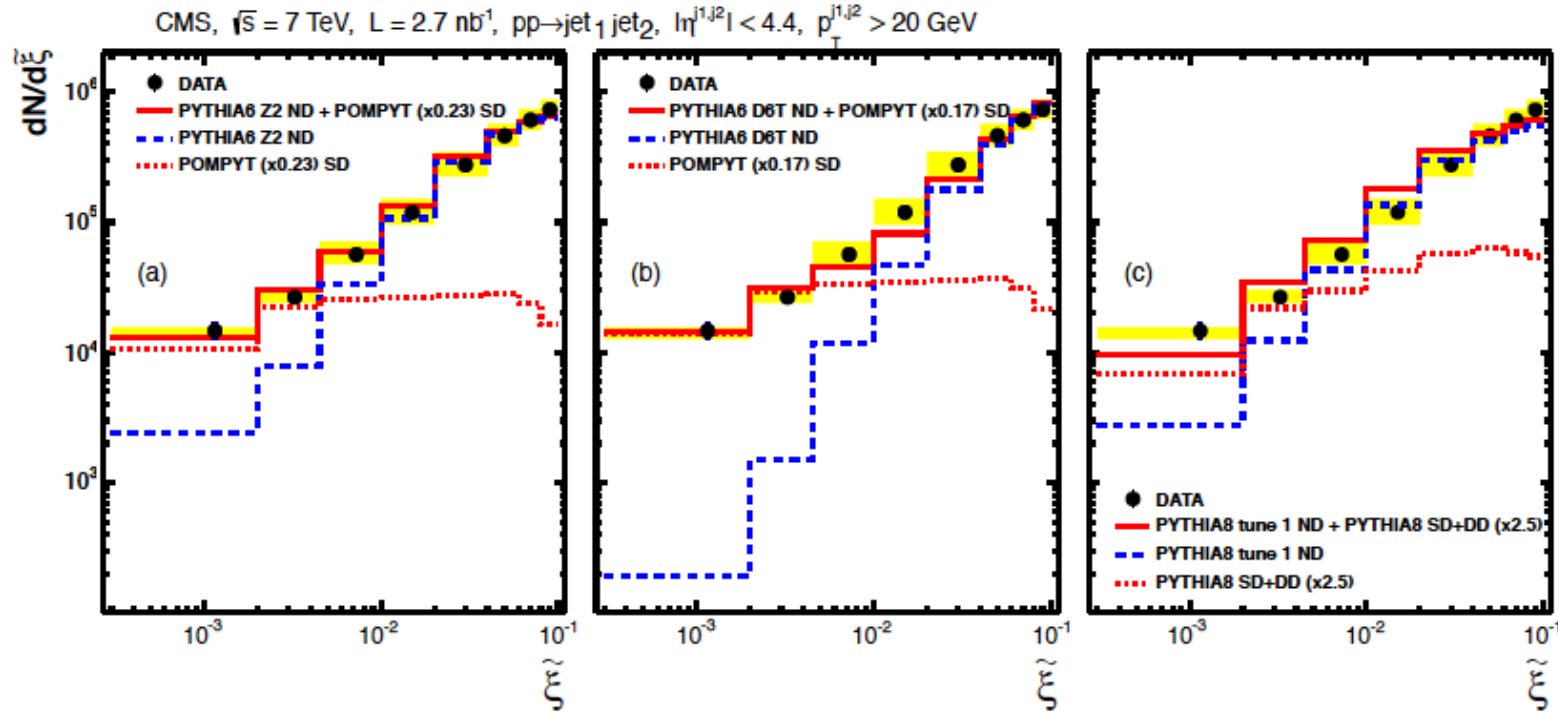 CMS, √s = 7 TeV, L = 2.7 nb⁻¹, pp→jet₁ jet₂, |η^{j1,j2}| < 4.4, p_T^{j1,j2} > 20 GeV
dN/dξ̃
10⁶
10⁵
10⁴
10³
DATA
PYTHIA6 Z2 ND + POMPYT (x0.23) SD
PYTHIA6 Z2 ND
POMPYT (x0.23) SD
(a)
10⁻³ 10⁻² 10⁻¹
ξ̃
DATA
PYTHIA6 D6T ND + POMPYT (x0.17) SD
PYTHIA6 D6T ND
POMPYT (x0.17) SD
(b)
10⁻³ 10⁻² 10⁻¹
ξ̃
(c)
DATA
PYTHIA8 tune 1 ND + PYTHIA8 SD+DD (x2.5)
PYTHIA8 tune 1 ND
PYTHIA8 SD+DD (x2.5)
10⁻³ 10⁻² 10⁻¹
ξ̃